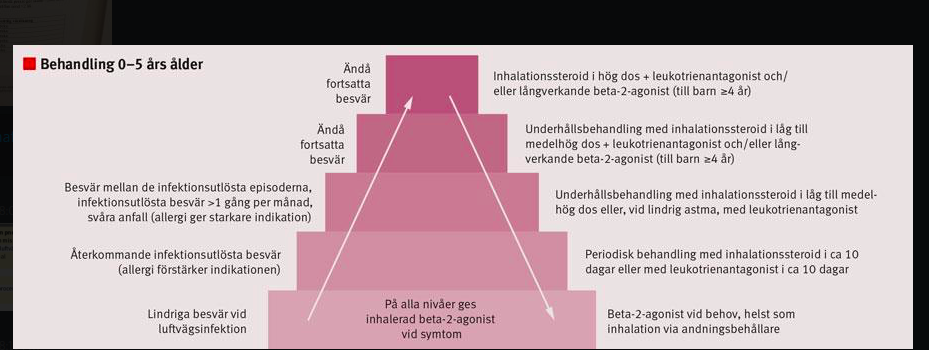 Behandling 0–5 års ålder
Ändå
fortsatta
besvär
Inhalationssteroid i hög dos + leukotrienantagonist och/
eller långverkande beta-2-agonist (till barn ≥4 år)
Ändå
fortsatta
besvär
Underhållsbehandling med inhalationssteroid i låg till
medelhög dos + leukotrienantagonist och/eller lång-
verkande beta-2-agonist (till barn ≥4 år)
Besvär mellan de infektionsutlösta episoderna,
infektionsutlösta besvär >1 gång per månad,
svåra anfall (allergi ger starkare indikation)
Underhållsbehandling med inhalationssteroid i låg till medel-
hög dos eller, vid lindrig astma, med leukotrienantagonist
Återkommande infektionsutlösta besvär
(allergi förstärker indikationen)
Periodisk behandling med inhalationssteroid i ca 10
dagar eller med leukotrienantagonist i ca 10 dagar
Lindriga besvär vid
luftvägsinfektion
På alla nivåer ges
inhalerad beta-2-agonist
vid symtom
Beta-2-agonist vid behov, helst som
inhalation via andningsbehållare